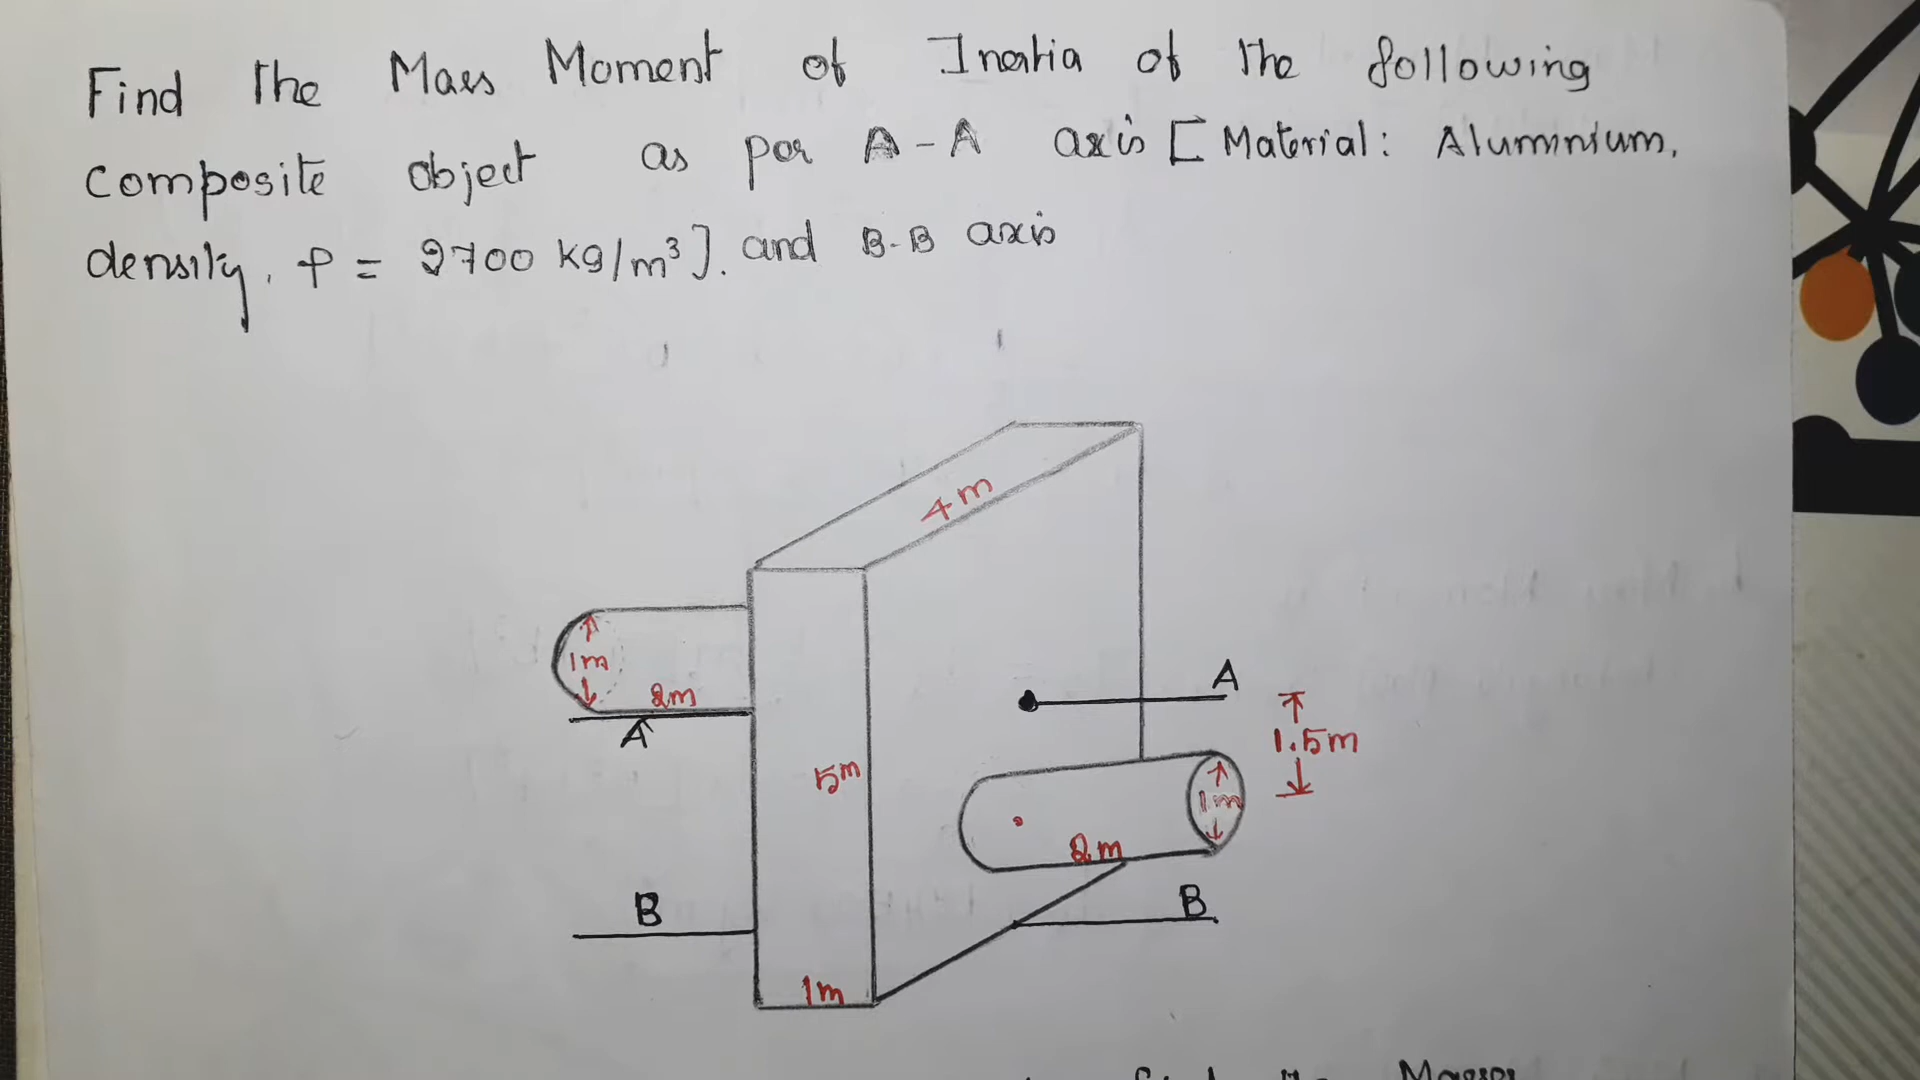 Find the Mass Moment of Inertia of the following
composite object as per A-A axis [Material: Alumnium,
density, ρ = 2700 kg/m³]. and B-B axis
4m
1m
2m
A
A
1.5m
5m
1m
2m
B
B
1m